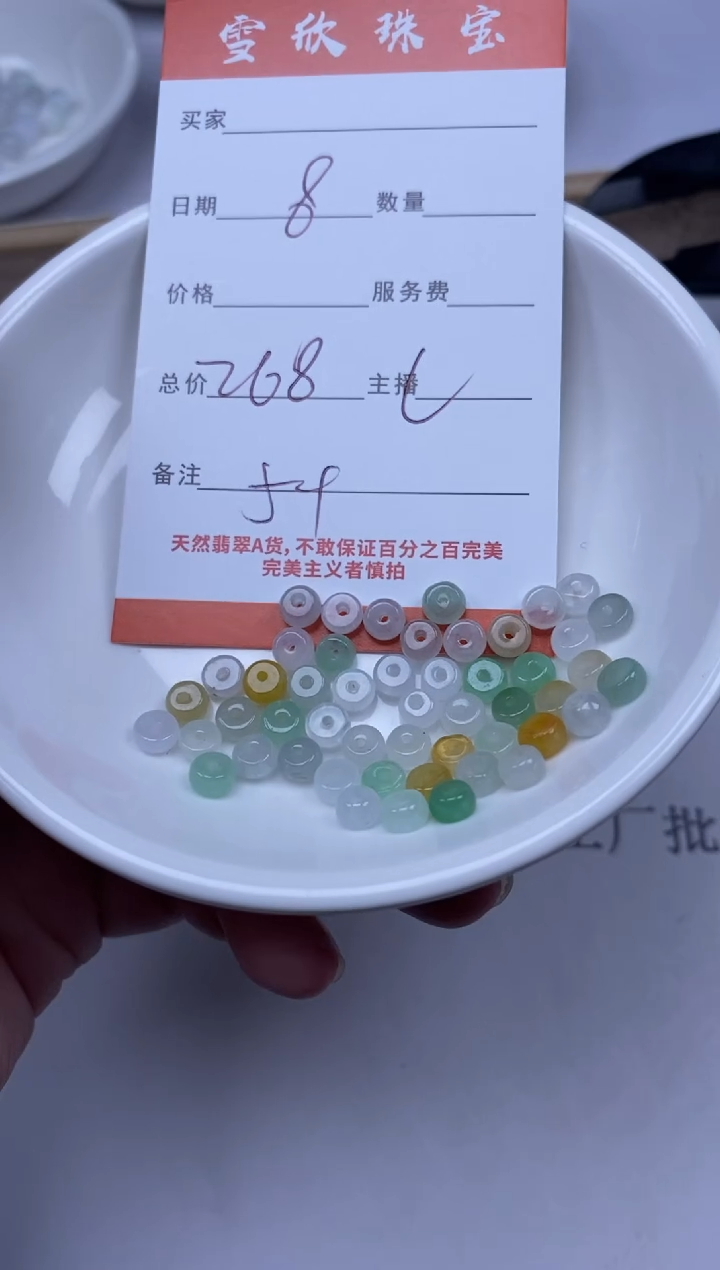 雪欣珠宝
买家
日期 8 数量
价格 服务费
总价 268 主播
备注 54
天然翡翠A货,不敢保证百分之百完美
完美主义者慎拍
厂批